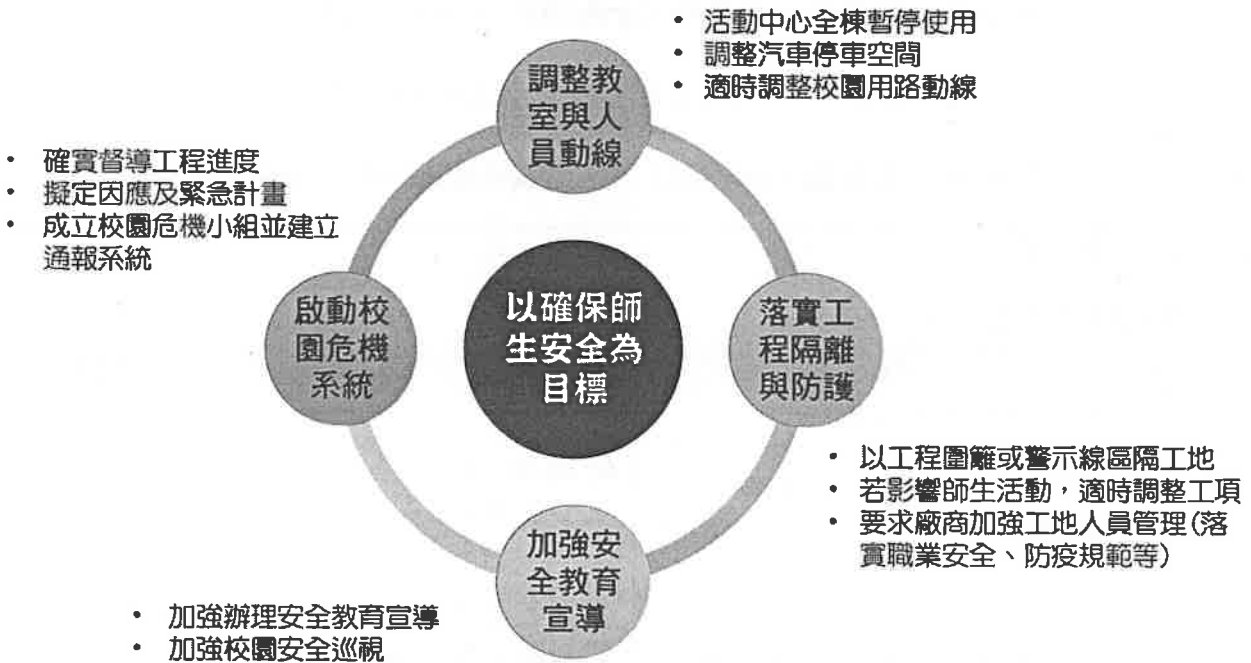 • 活動中心全棟暫停使用
• 調整汽車停車空間
• 適時調整校園用路動線
調整教
室與人
員動線
• 確實督導工程進度
• 擬定因應及緊急計畫
• 成立校園危機小組並建立
通報系統
啟動校
園危機
系統
以確保師
生安全為
目標
落實工
程隔離
與防護
• 以工程圍籬或警示線區隔工地
• 若影響師生活動，適時調整工項
• 要求廠商加強工地人員管理(落
實職業安全、防疫規範等)
加強安
全教育
宣導
• 加強辦理安全教育宣導
• 加強校園安全巡視